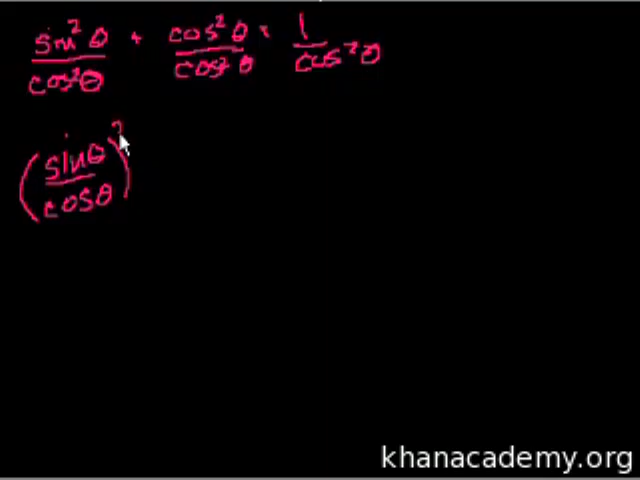 sin²θ/cos²θ + cos²θ/cos²θ = 1/cos²θ
(sinθ/cosθ)²
khanacademy.org